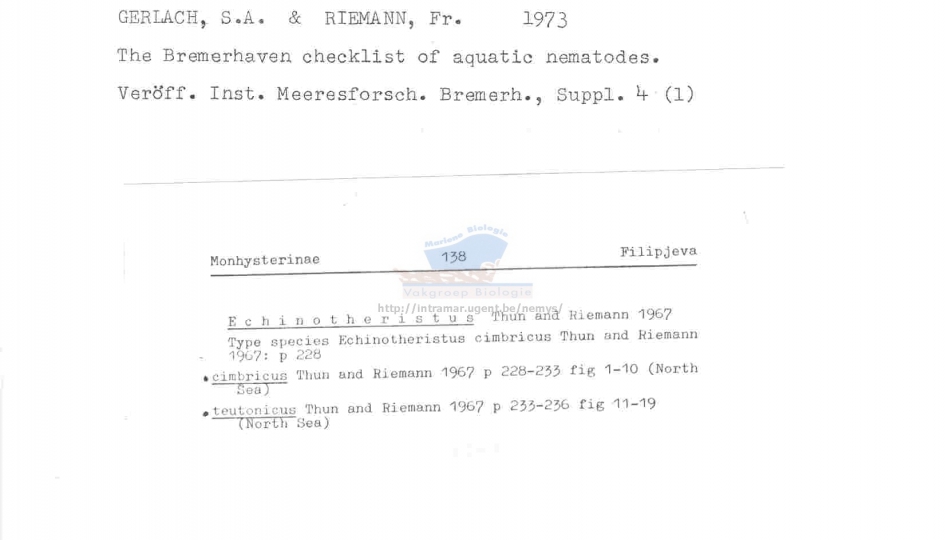 GERLACH, S.A. & RIEMANN, Fr. 1973
The Bremerhaven checklist of aquatic nematodes.
Veröff. Inst. Meeresforsch. Bremerh., Suppl. 4 (1)
Mariene Biologie
Monhysterinae 138 Filipjeva
Vakgroep Biologie
http://intramar.ugent.be/nemys/
E c h i n o t h e r i s t u s Thun and Riemann 1967
Type species Echinotheristus cimbricus Thun and Riemann
1967: p 228
• cimbricus Thun and Riemann 1967 p 228-233 fig 1-10 (North
Sea)
• teutonicus Thun and Riemann 1967 p 233-236 fig 11-19
(North Sea)